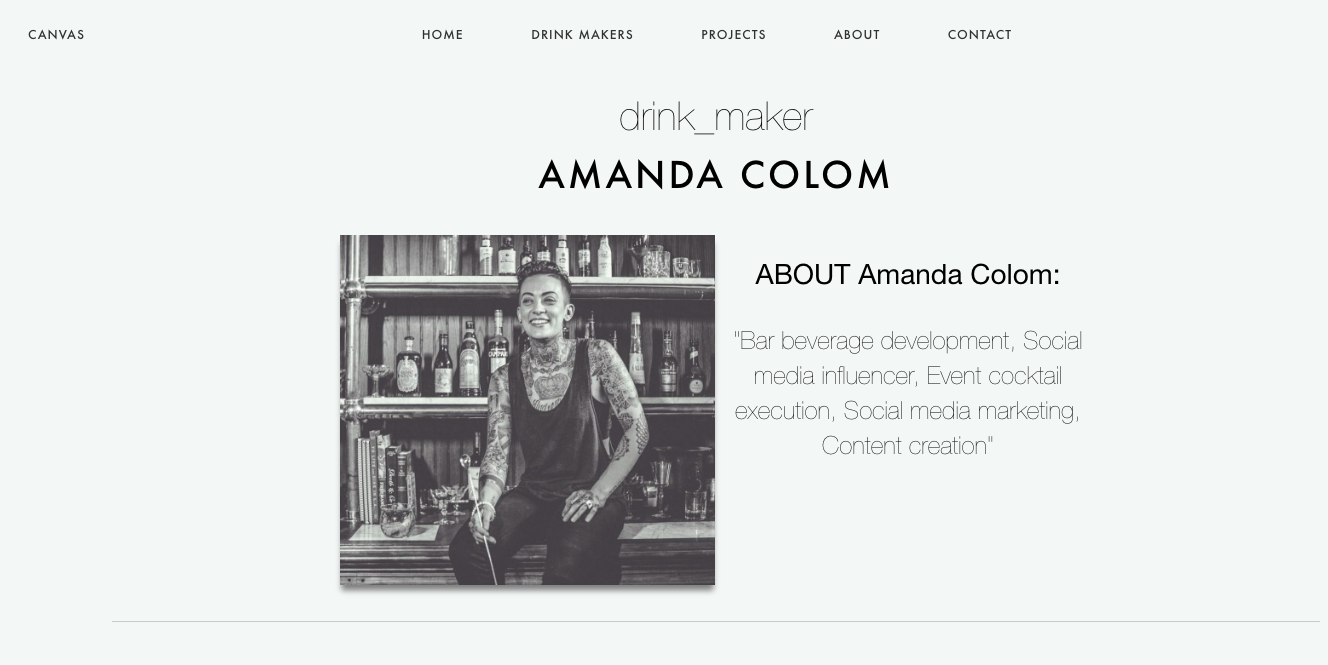 CANVAS
HOME
DRINK MAKERS
PROJECTS
ABOUT
CONTACT
drink_maker
AMANDA COLOM
ABOUT Amanda Colom:
"Bar beverage development, Social
media influencer, Event cocktail
execution, Social media marketing,
Content creation"